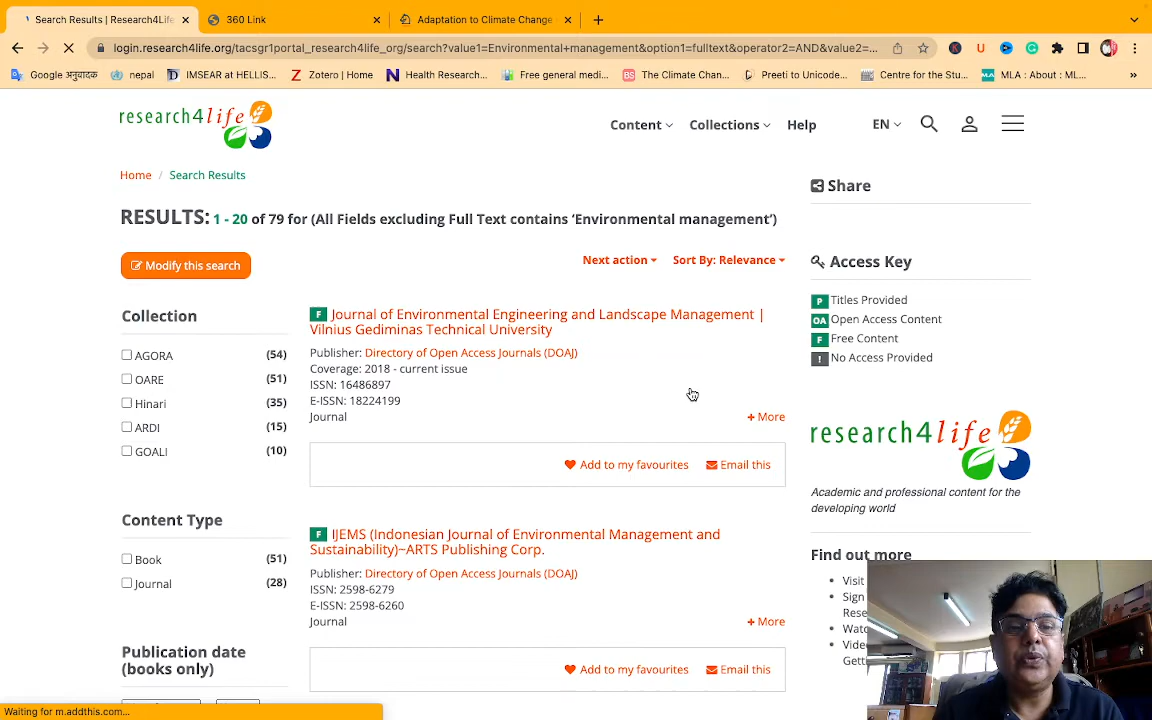 Search Results | Research4Life
360 Link
Adaptation to Climate Change
login.research4life.org/tacsgr1portal_research4life_org/search?value1=Environmental+management&option1=fulltext&operator2=AND&value2=...
Google अनुवादक
nepal
IMSEAR at HELLIS...
Zotero | Home
Health Research...
Free general medi...
The Climate Chan...
Preeti to Unicode...
Centre for the Stu...
MLA : About : ML...
research4life
Content
Collections
Help
EN
Home / Search Results
Share
RESULTS: 1 - 20 of 79 for (All Fields excluding Full Text contains ‘Environmental management’)
Modify this search
Next action
Sort By: Relevance
Access Key
P Titles Provided
OA Open Access Content
F Free Content
! No Access Provided
Collection
AGORA (54)
OARE (51)
Hinari (35)
ARDI (15)
GOALI (10)
Content Type
Book (51)
Journal (28)
Publication date
(books only)
F Journal of Environmental Engineering and Landscape Management |
Vilnius Gediminas Technical University
Publisher: Directory of Open Access Journals (DOAJ)
Coverage: 2018 - current issue
ISSN: 16486897
E-ISSN: 18224199
Journal
+ More
Add to my favourites
Email this
F IJEMS (Indonesian Journal of Environmental Management and
Sustainability)~ARTS Publishing Corp.
Publisher: Directory of Open Access Journals (DOAJ)
ISSN: 2598-6279
E-ISSN: 2598-6260
Journal
+ More
Add to my favourites
Email this
research4life
Academic and professional content for the
developing world
Find out more
Visit
Sign
Rese
Watc
Vide
Getti
Waiting for m.addthis.com...